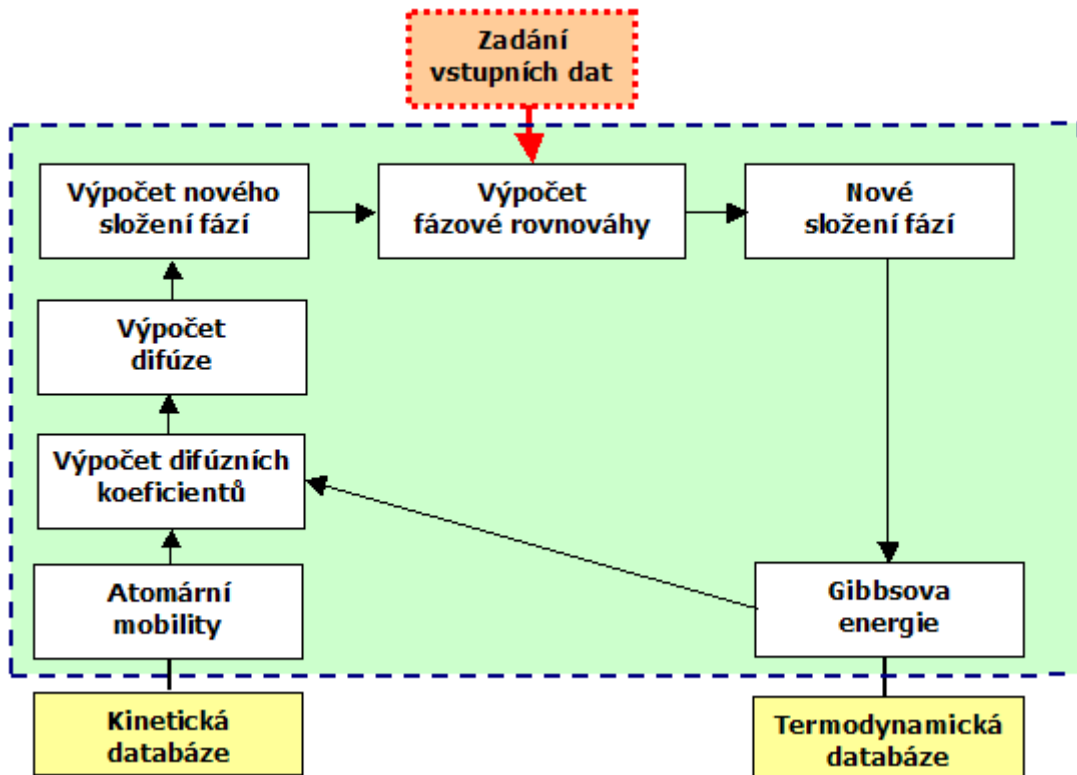 Zadání
vstupních dat
Výpočet nového
složení fází
Výpočet
fázové rovnováhy
Nové
složení fází
Výpočet
difúze
Výpočet difúzních
koeficientů
Atomární
mobility
Gibbsova
energie
Kinetická
databáze
Termodynamická
databáze